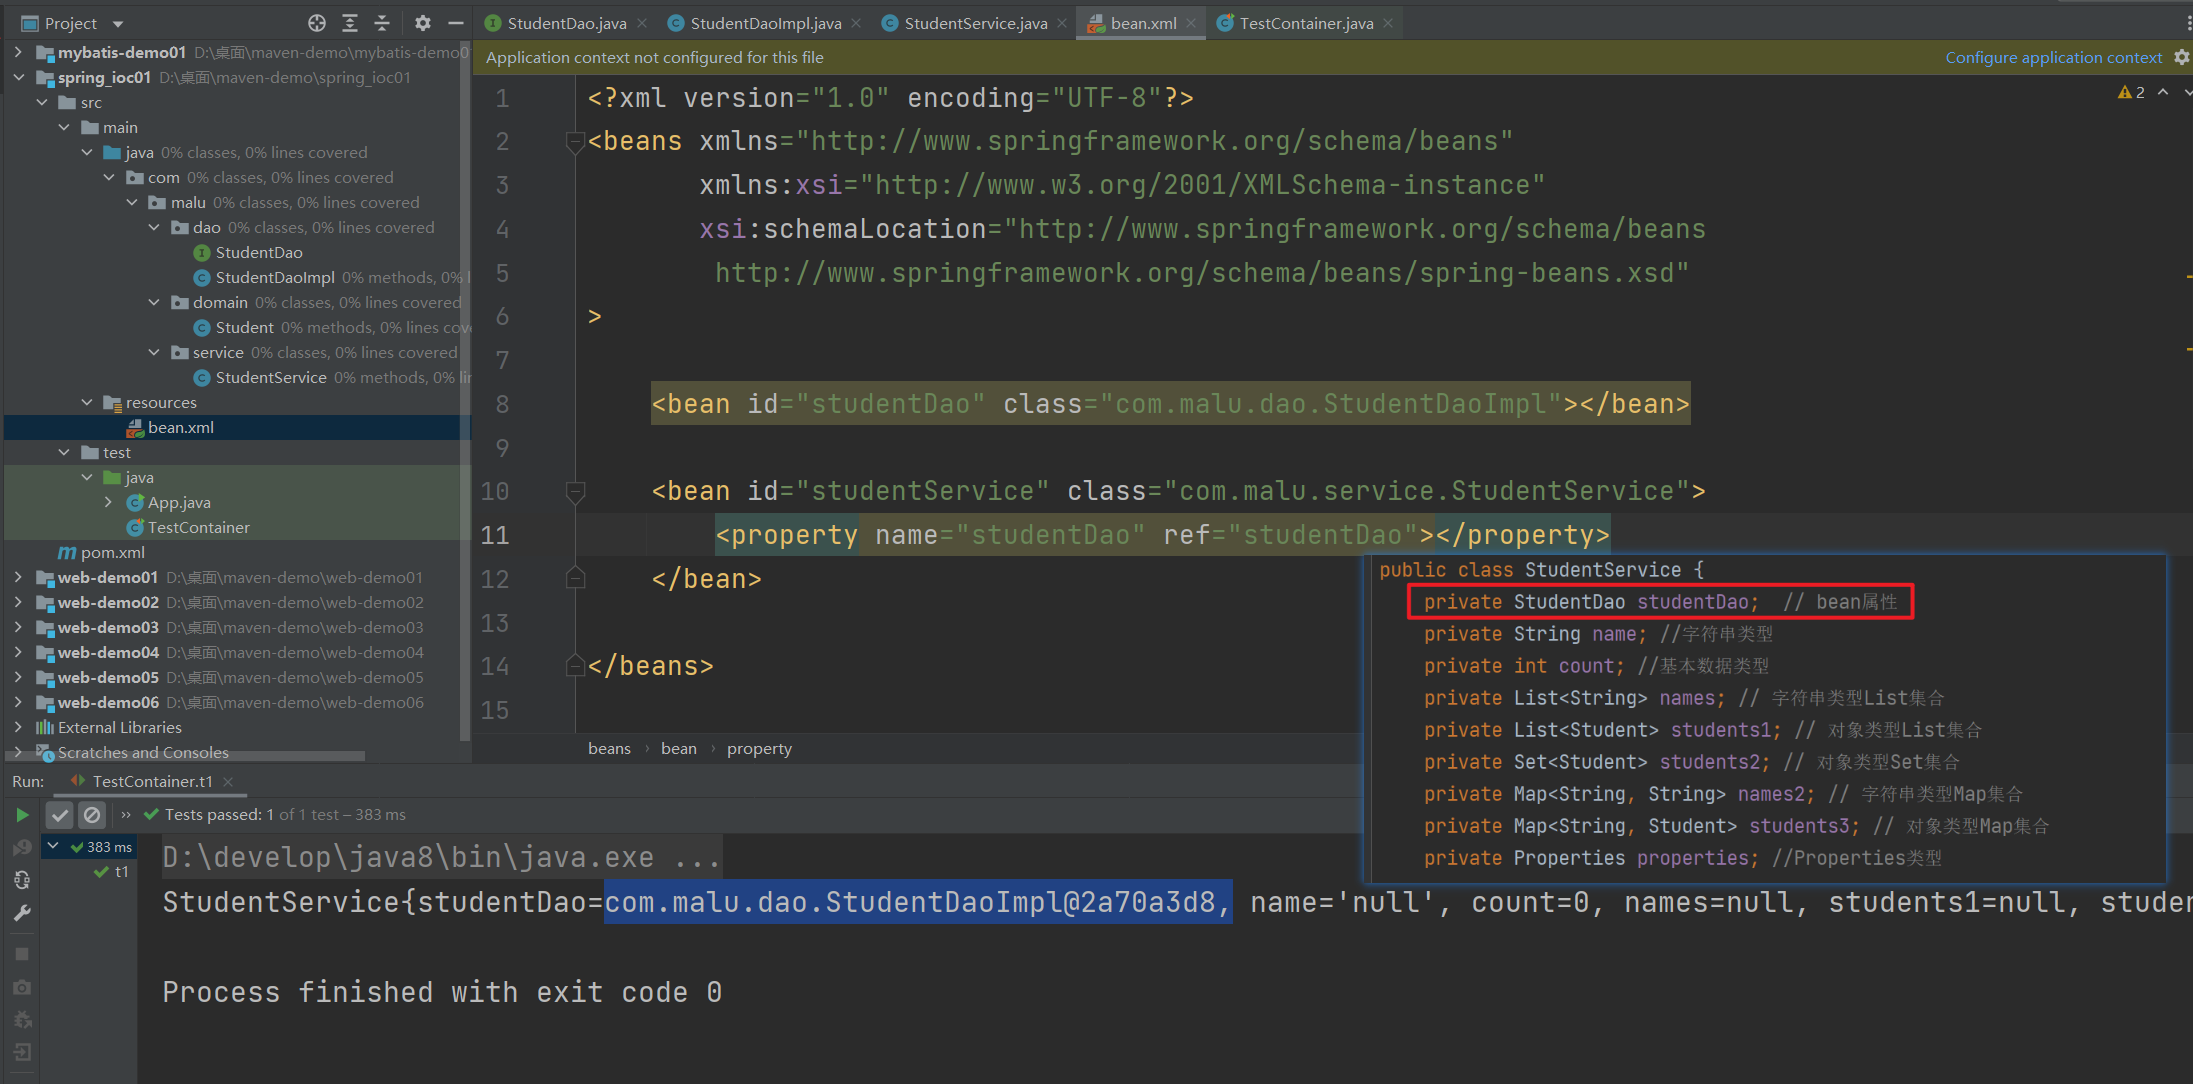 Project
StudentDao.java
StudentDaoImpl.java
StudentService.java
bean.xml
TestContainer.java
mybatis-demo01 D:\桌面\maven-demo\mybatis-demo0
spring_ioc01 D:\桌面\maven-demo\spring_ioc01
src
main
java 0% classes, 0% lines covered
com 0% classes, 0% lines covered
malu 0% classes, 0% lines covered
dao 0% classes, 0% lines covered
StudentDao
StudentDaoImpl 0% methods, 0% l
domain 0% classes, 0% lines covered
Student 0% methods, 0% lines cov
service 0% classes, 0% lines covered
StudentService 0% methods, 0% li
resources
bean.xml
test
java
App.java
TestContainer
pom.xml
web-demo01 D:\桌面\maven-demo\web-demo01
web-demo02 D:\桌面\maven-demo\web-demo02
web-demo03 D:\桌面\maven-demo\web-demo03
web-demo04 D:\桌面\maven-demo\web-demo04
web-demo05 D:\桌面\maven-demo\web-demo05
web-demo06 D:\桌面\maven-demo\web-demo06
External Libraries
Scratches and Consoles
Application context not configured for this file
Configure application context
2
1 <?xml version="1.0" encoding="UTF-8"?>
2 <beans xmlns="http://www.springframework.org/schema/beans"
3 xmlns:xsi="http://www.w3.org/2001/XMLSchema-instance"
4 xsi:schemaLocation="http://www.springframework.org/schema/beans
5 http://www.springframework.org/schema/beans/spring-beans.xsd"
6 >
7
8 <bean id="studentDao" class="com.malu.dao.StudentDaoImpl"></bean>
9
10 <bean id="studentService" class="com.malu.service.StudentService">
11 <property name="studentDao" ref="studentDao"></property>
12 </bean>
13
14 </beans>
15
public class StudentService {
private StudentDao studentDao; // bean属性
private String name; //字符串类型
private int count; //基本数据类型
private List<String> names; // 字符串类型List集合
private List<Student> students1; // 对象类型List集合
private Set<Student> students2; // 对象类型Set集合
private Map<String, String> names2; // 字符串类型Map集合
private Map<String, Student> students3; // 对象类型Map集合
private Properties properties; //Properties类型
beans › bean › property
Run: TestContainer.t1
Tests passed: 1 of 1 test – 383 ms
383 ms
t1
D:\develop\java8\bin\java.exe ...
StudentService{studentDao=com.malu.dao.StudentDaoImpl@2a70a3d8, name='null', count=0, names=null, students1=null, studen
Process finished with exit code 0